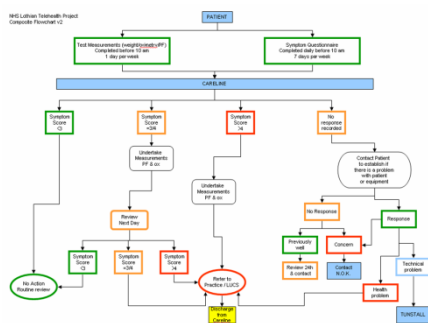 NHS Lothian Telehealth Project
Composite Flowchart v2
PATIENT
Test Measurements (weight/oximetry/PF)
Completed before 10 am
1 day per week
Symptom Questionnaire
Completed daily before 10 am
7 days per week
CARELINE
Symptom
Score
<3
Symptom
Score
=3/4
Symptom
Score
>4
No
response
recorded
Undertake
Measurements
PF & ox
Undertake
Measurements
PF & ox
Contact Patient
to establish if
there is a problem
with patient
or equipment
Review
Next Day
No Response
Response
Symptom
Score
<3
Symptom
Score
=3/4
Symptom
Score
>4
Previously
well
Concern
Technical
problem
No Action
Routine review
Refer to
Practice / LUCS
Review 24h
& contact
Contact
N.O.K.
Health
problem
Discharge
from
Careline
TUNSTALL